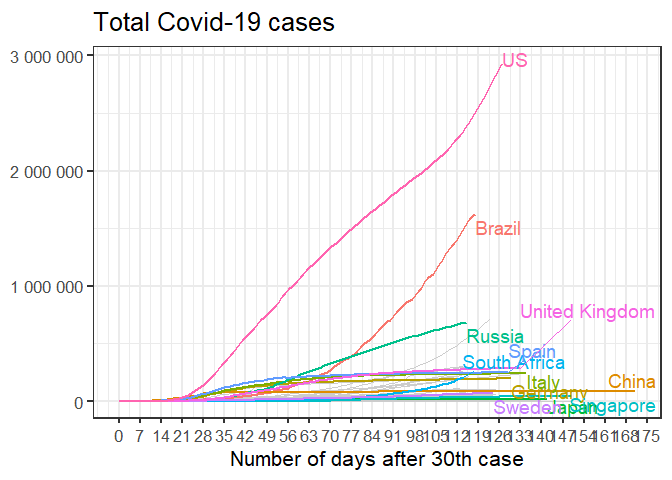 Total Covid-19 cases
3 000 000
2 000 000
1 000 000
0
US
Brazil
United Kingdom
Russia
Spain
South Africa
Italy
China
Germany
Sweden
Japan
Singapore
0 7 14 21 28 35 42 49 56 63 70 77 84 91 98 105 112 119 126 133 140 147 154 161 168 175
Number of days after 30th case